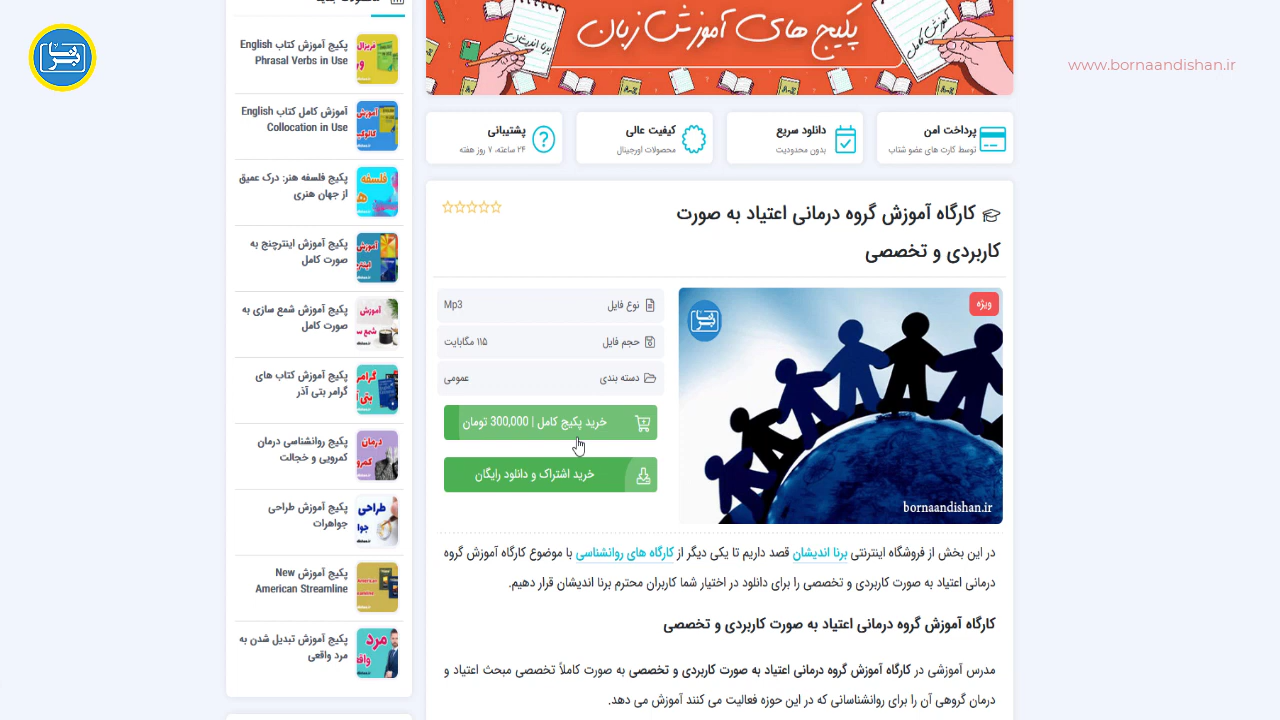 برنا
www.bornaandishan.ir
پکیج های آموزش زبان
برنا اندیشان
پرداخت امن
توسط کارت های عضو شتاب
دانلود سریع
بدون محدودیت
کیفیت عالی
محصولات اورجینال
پشتیبانی
۲۴ ساعته، ۷ روز هفته
کارگاه آموزش گروه درمانی اعتیاد به صورت
کاربردی و تخصصی
ویژه
برنا
bornaandishan.ir
نوع فایل
Mp3
حجم فایل
۱۱۵ مگابایت
دسته بندی
عمومی
خرید پکیج کامل | 300,000 تومان
خرید اشتراک و دانلود رایگان
در این بخش از فروشگاه اینترنتی برنا اندیشان قصد داریم تا یکی دیگر از کارگاه های روانشناسی با موضوع کارگاه آموزش گروه
درمانی اعتیاد به صورت کاربردی و تخصصی را برای دانلود در اختیار شما کاربران محترم برنا اندیشان قرار دهیم.
کارگاه آموزش گروه درمانی اعتیاد به صورت کاربردی و تخصصی
مدرس آموزشی در کارگاه آموزش گروه درمانی اعتیاد به صورت کاربردی و تخصصی به صورت کاملاً تخصصی مبحث اعتیاد و
درمان گروهی آن را برای روانشناسانی که در این حوزه فعالیت می کنند آموزش می دهد.
پکیج آموزش کتاب English
Phrasal Verbs in Use
آموزش کامل کتاب English
Collocation in Use
پکیج فلسفه هنر: درک عمیق
از جهان هنری
پکیج آموزش اینترچنج به
صورت کامل
پکیج آموزش شمع سازی به
صورت کامل
پکیج آموزش کتاب های
گرامر بتی آذر
پکیج روانشناسی درمان
کمرویی و خجالت
پکیج آموزش طراحی
جواهرات
پکیج آموزش New
American Streamline
پکیج آموزش تبدیل شدن به
مرد واقعی